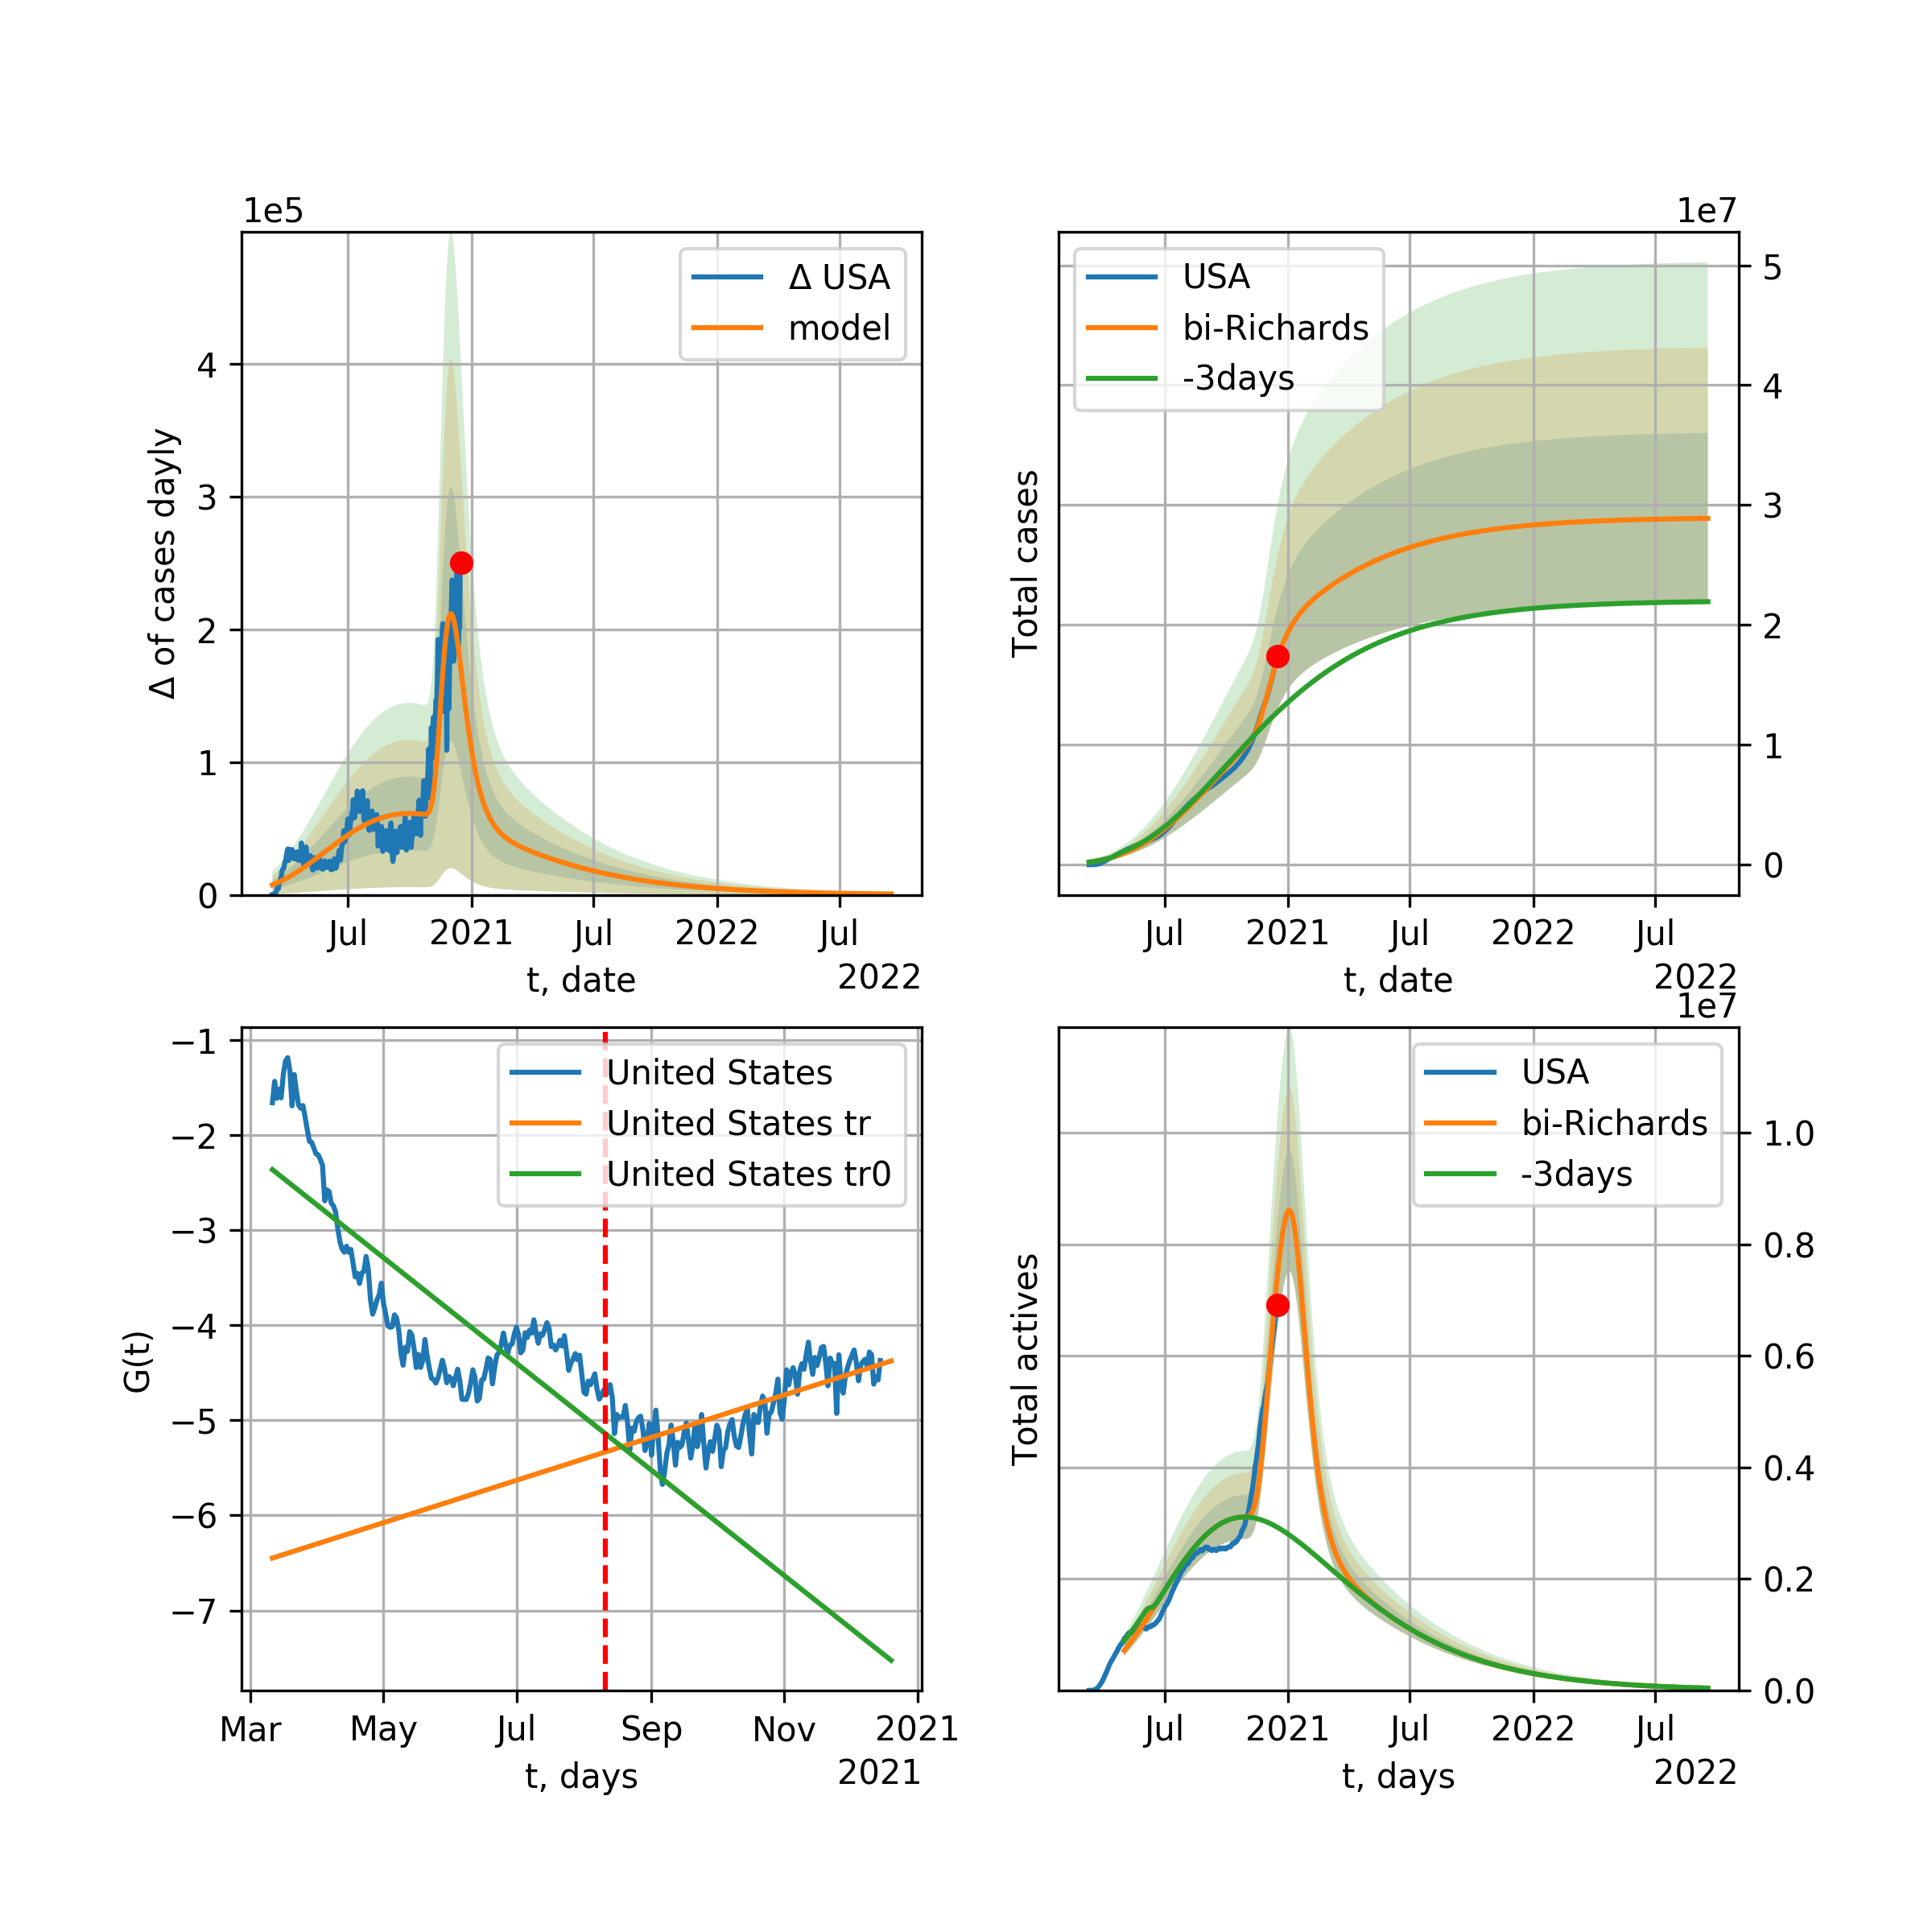 1e5
Δ of cases dayly
4
3
2
1
0
Δ USA
model
Jul
2021
Jul
2022
Jul
t, date
2022
1e7
Total cases
USA
bi-Richards
-3days
5
4
3
2
1
0
Jul
2021
Jul
2022
Jul
t, date
2022
G(t)
−1
−2
−3
−4
−5
−6
−7
United States
United States tr
United States tr0
Mar
May
Jul
Sep
Nov
2021
t, days
2021
1e7
Total actives
USA
bi-Richards
-3days
1.0
0.8
0.6
0.4
0.2
0.0
Jul
2021
Jul
2022
Jul
t, days
2022